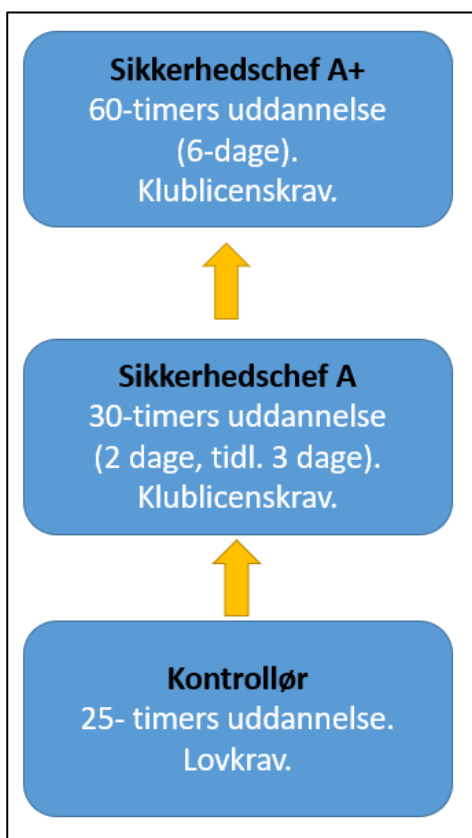 Sikkerhedschef A+
60-timers uddannelse
(6-dage).
Klublicenskrav.
Sikkerhedschef A
30-timers uddannelse
(2 dage, tidl. 3 dage).
Klublicenskrav.
Kontrollør
25- timers uddannelse.
Lovkrav.